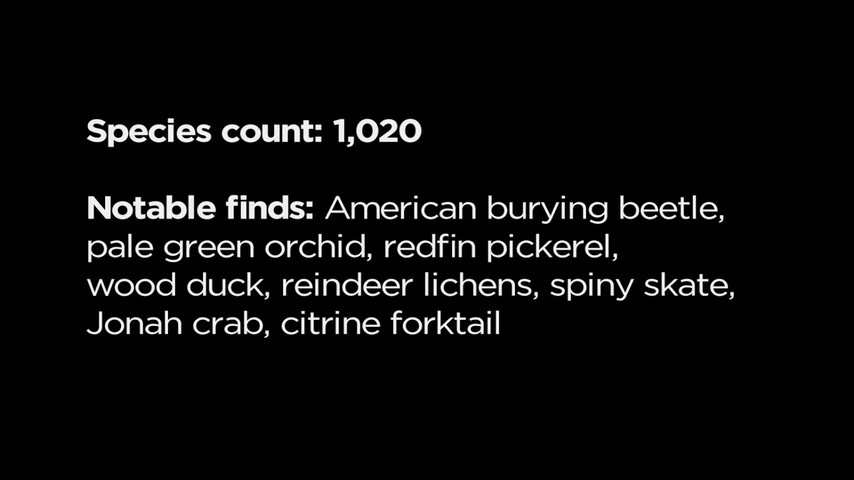 Species count: 1,020
Notable finds: American burying beetle,
pale green orchid, redfin pickerel,
wood duck, reindeer lichens, spiny skate,
Jonah crab, citrine forktail